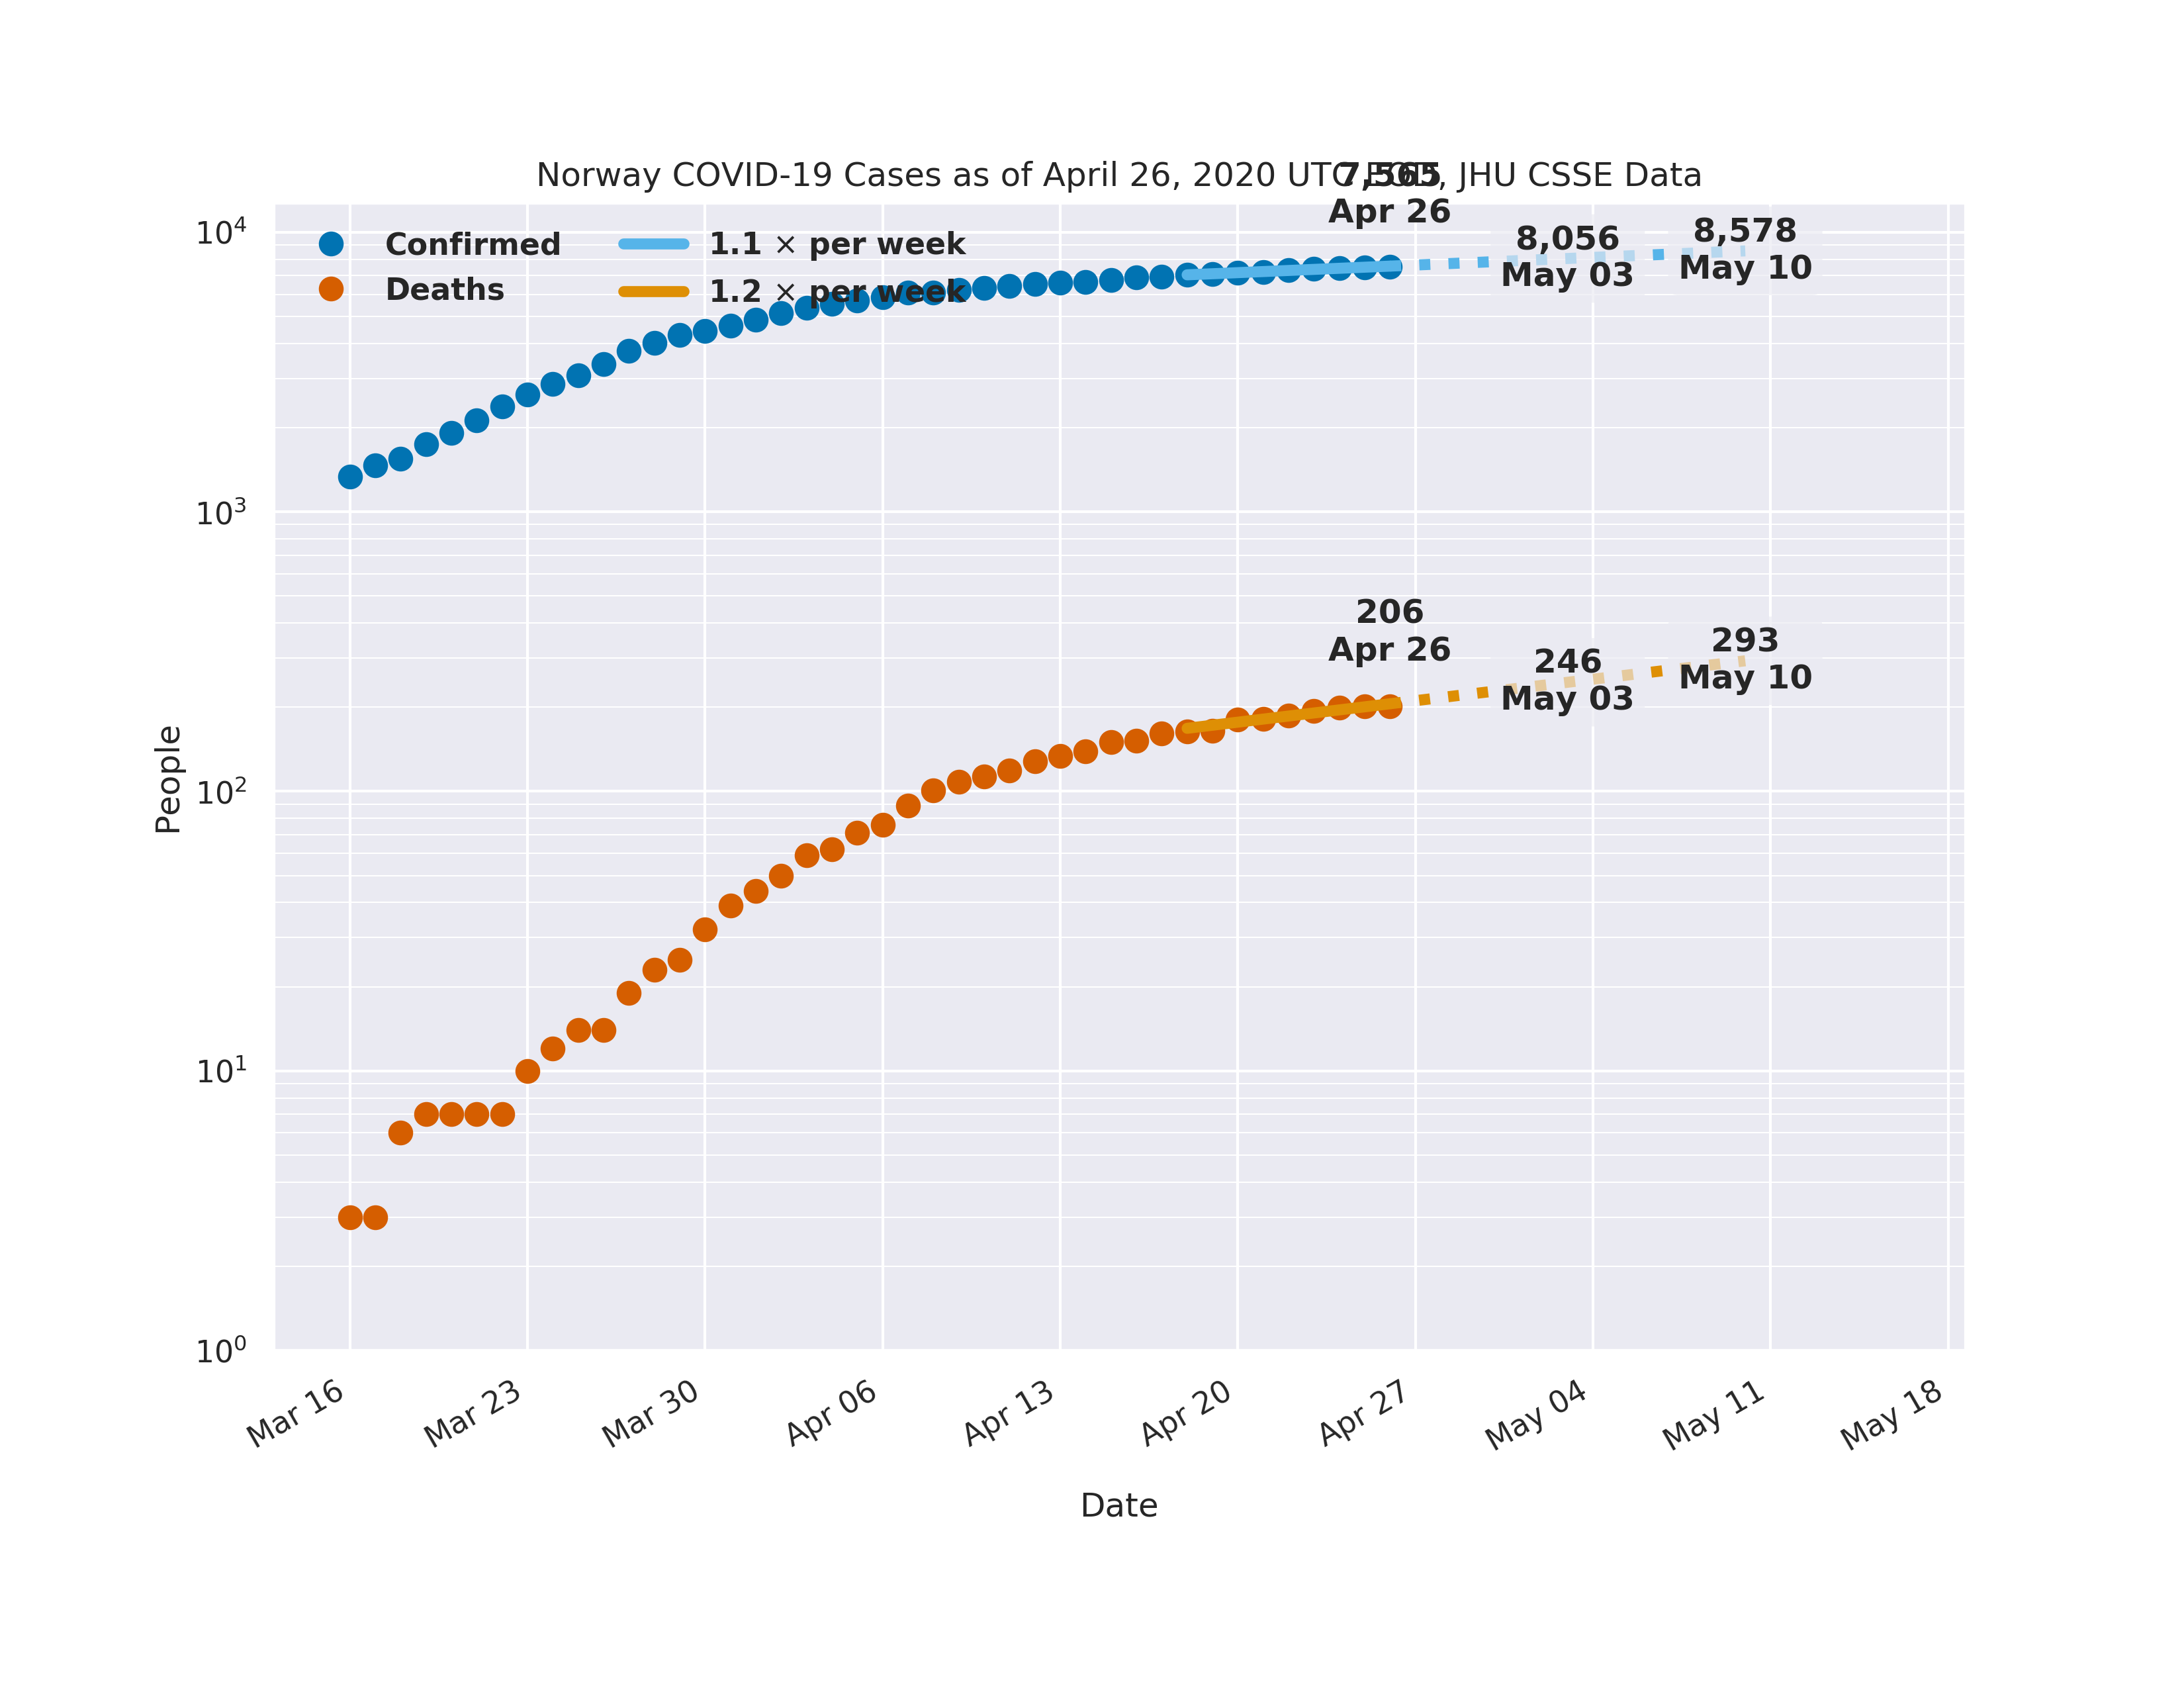 Norway COVID-19 Cases as of April 26, 2020 UTC EOD, JHU CSSE Data
7,565
Apr 26
8,056
May 03
8,578
May 10
Confirmed
Deaths
1.1 × per week
1.2 × per week
206
Apr 26
246
May 03
293
May 10
People
10⁴
10³
10²
10¹
10⁰
Mar 16
Mar 23
Mar 30
Apr 06
Apr 13
Apr 20
Apr 27
May 04
May 11
May 18
Date